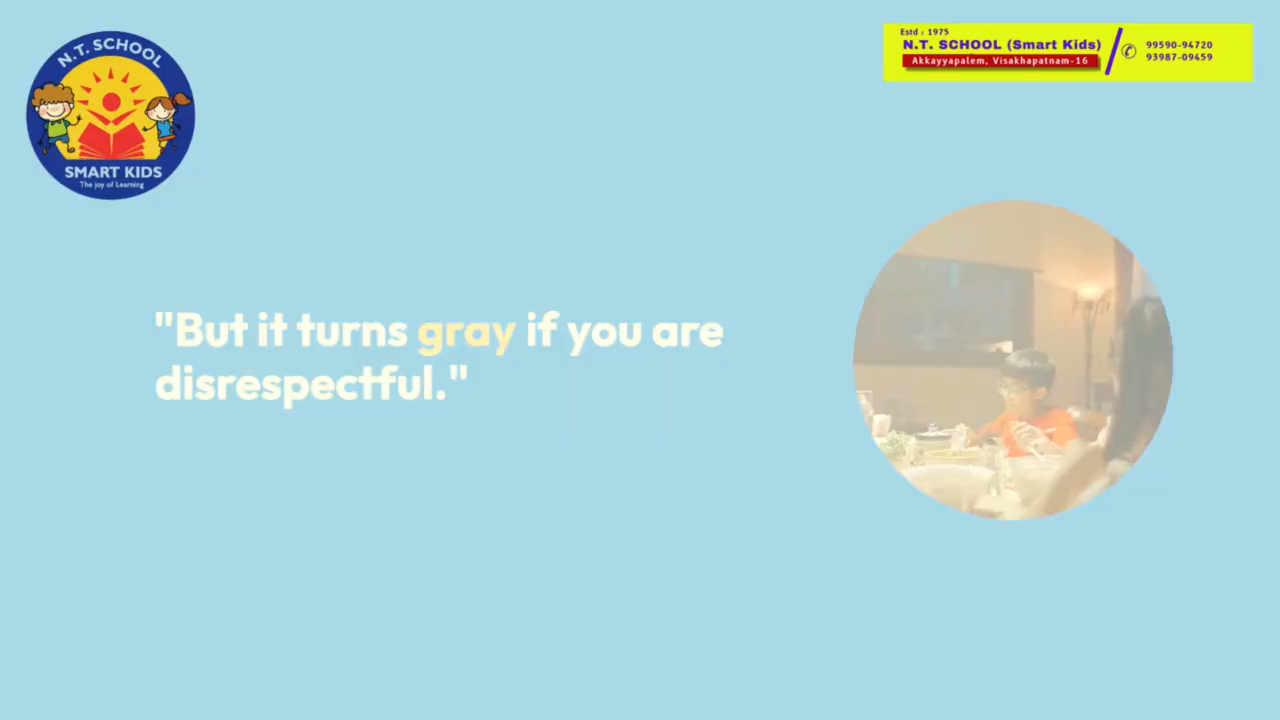 N.T. SCHOOL
SMART KIDS
The Joy of Learning
Estd : 1975
N.T. SCHOOL (Smart Kids)
Akkayyapalem, Visakhapatnam-16
99590-94720
93987-09459
"But it turns gray if you are
disrespectful."